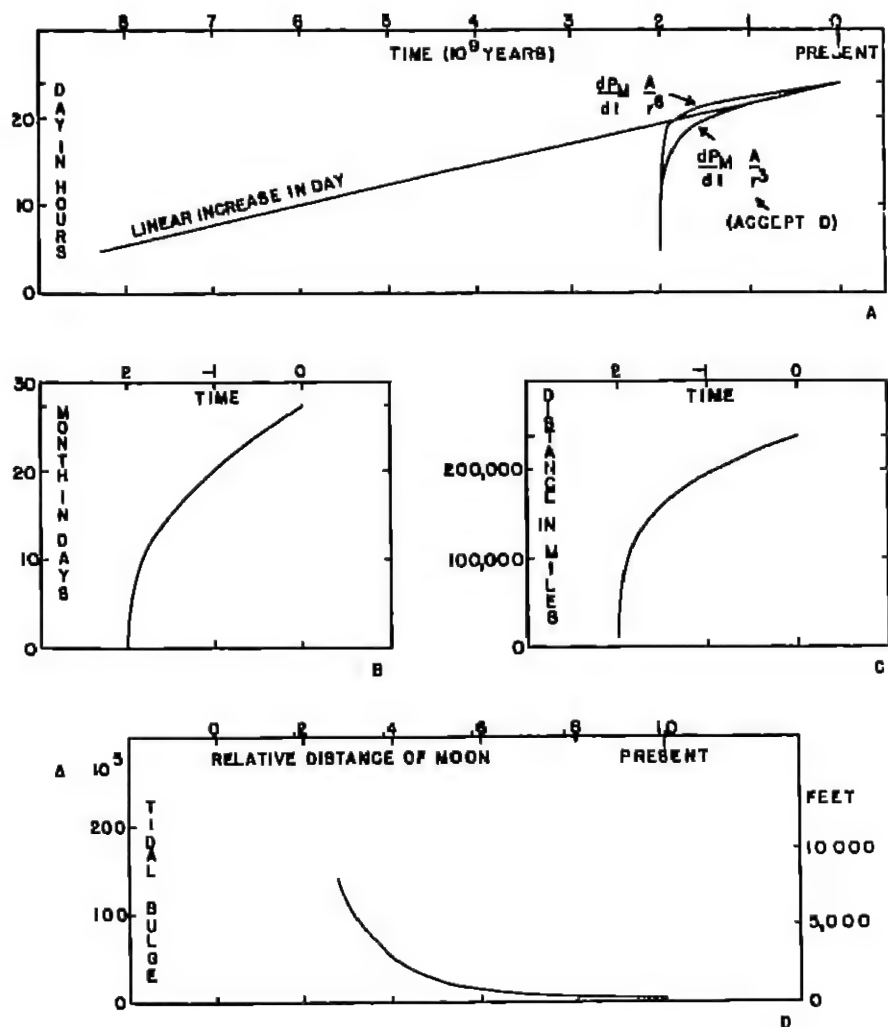 8 7 6 5 4 3 2 1 0
TIME (10⁹ YEARS)
PRESENT
DAY IN HOURS
20
10
0
LINEAR INCREASE IN DAY
dPM/dt A/r⁶
dPM/dt A/r³
(ACCEPT D)
A
2 -1 0
TIME
30
20
10
0
MONTH IN DAYS
B
2 -1 0
TIME
DISTANCE IN MILES
200,000
100,000
0
C
0 .2 .4 .6 .8 1.0
RELATIVE DISTANCE OF MOON
PRESENT
Δ 10⁵
200
100
0
TIDAL BULGE
FEET
10 000
5,000
0
D